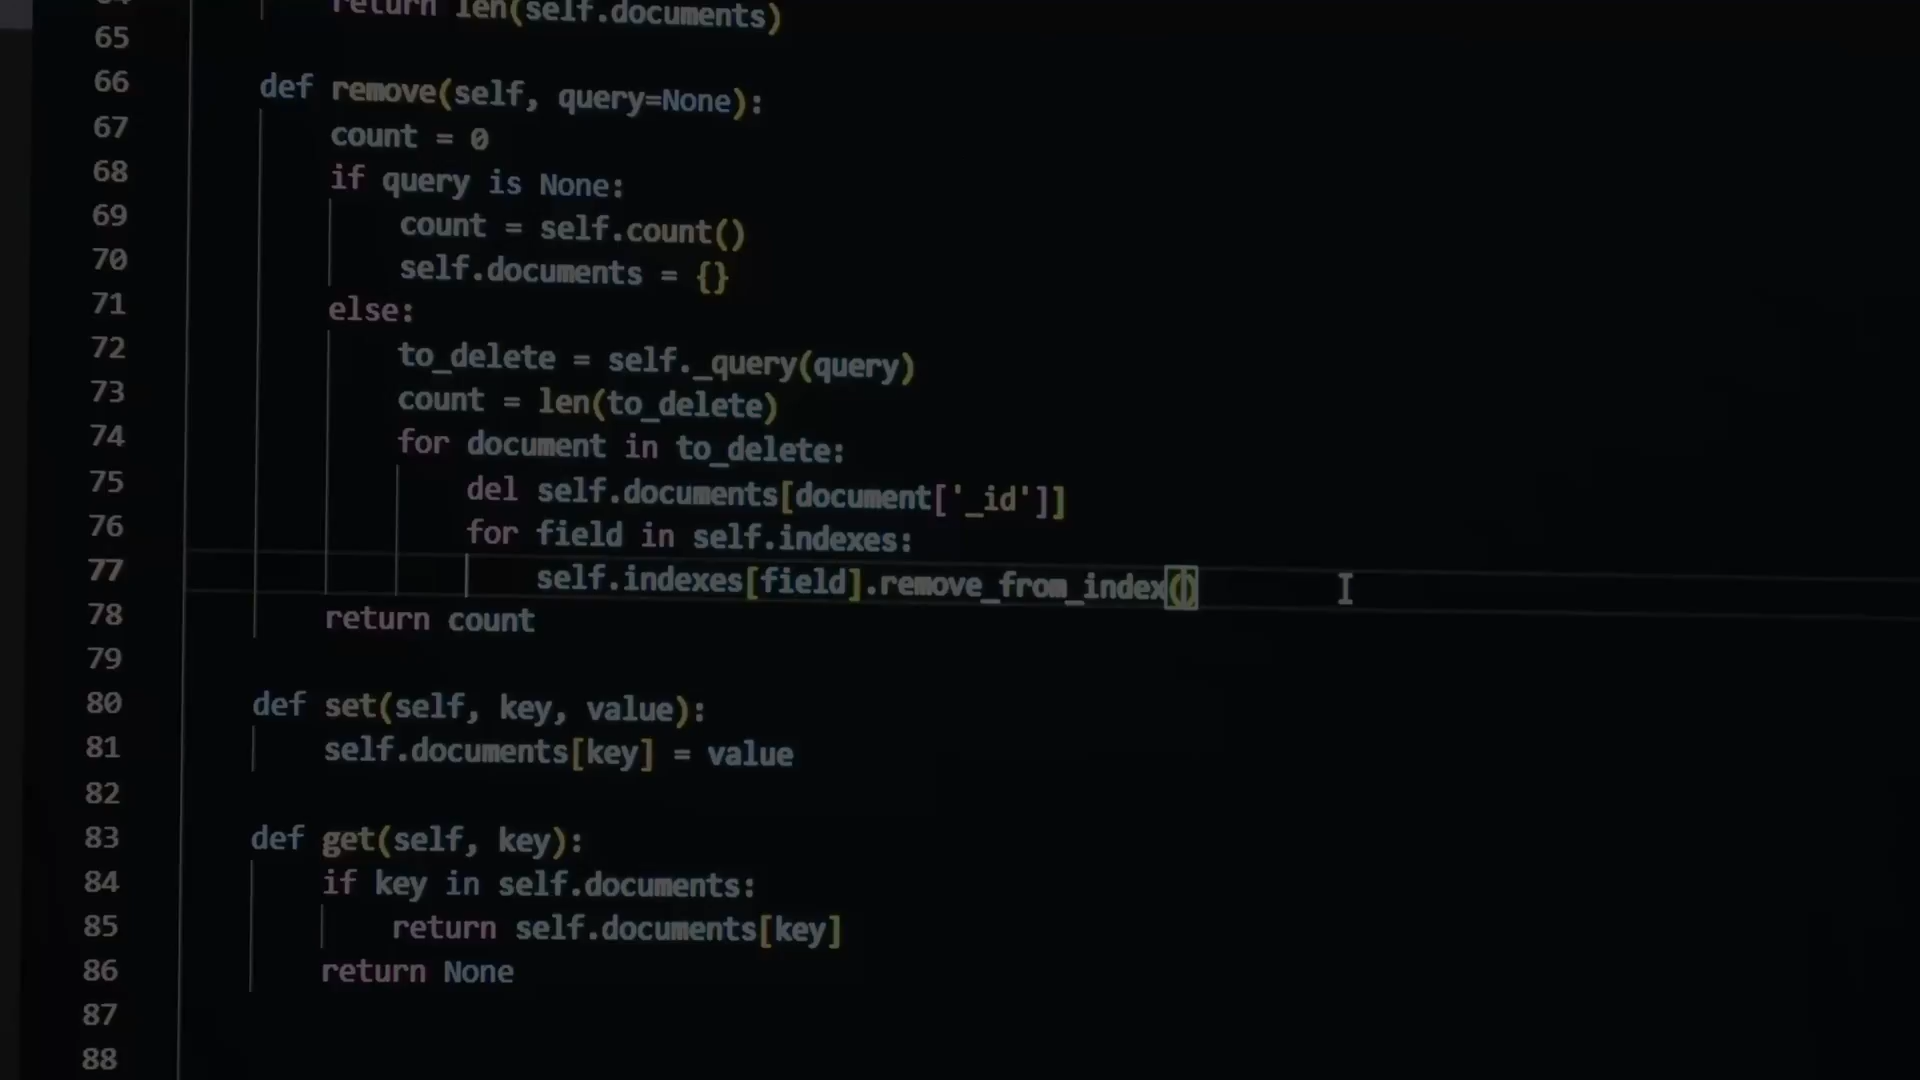 return len(self.documents)
65
66 def remove(self, query=None):
67 count = 0
68 if query is None:
69 count = self.count()
70 self.documents = {}
71 else:
72 to_delete = self._query(query)
73 count = len(to_delete)
74 for document in to_delete:
75 del self.documents[document['_id']]
76 for field in self.indexes:
77 self.indexes[field].remove_from_index()
78 return count
79
80 def set(self, key, value):
81 self.documents[key] = value
82
83 def get(self, key):
84 if key in self.documents:
85 return self.documents[key]
86 return None
87
88